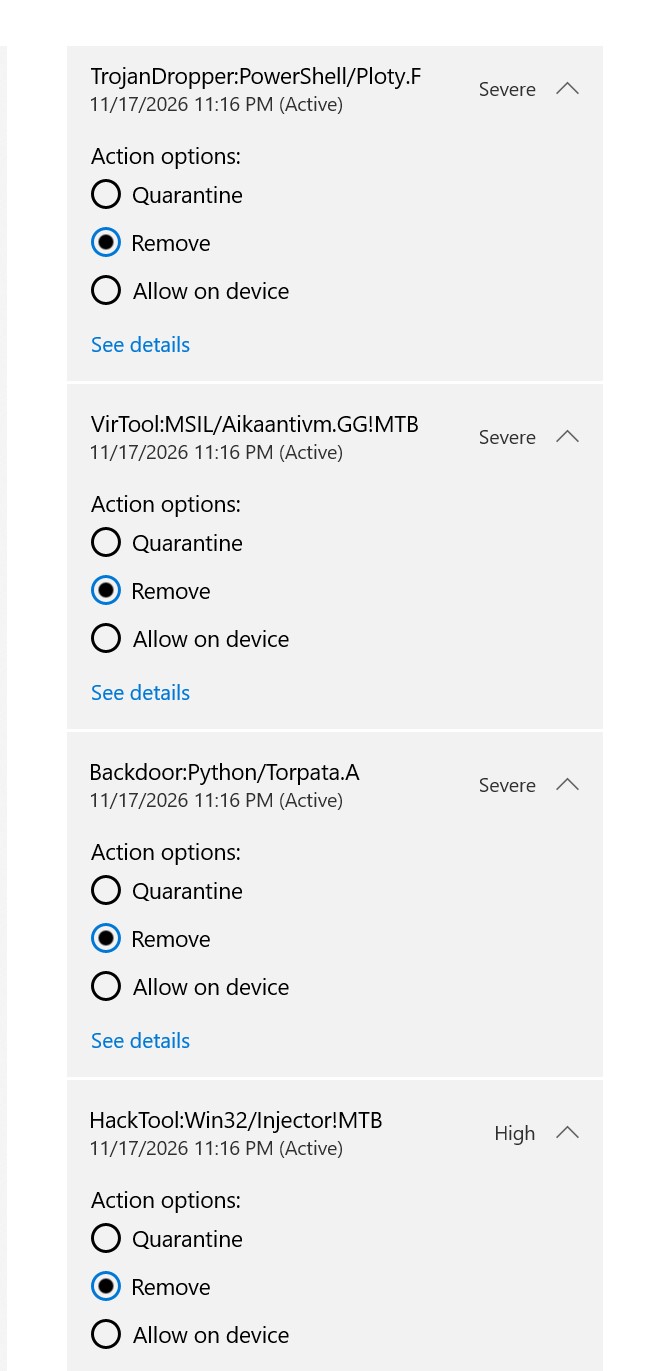 TrojanDropper:PowerShell/Ploty.F
Severe
11/17/2026 11:16 PM (Active)
Action options:
Quarantine
Remove
Allow on device
See details
VirTool:MSIL/Aikaantivm.GG!MTB
Severe
11/17/2026 11:16 PM (Active)
Action options:
Quarantine
Remove
Allow on device
See details
Backdoor:Python/Torpata.A
Severe
11/17/2026 11:16 PM (Active)
Action options:
Quarantine
Remove
Allow on device
See details
HackTool:Win32/Injector!MTB
High
11/17/2026 11:16 PM (Active)
Action options:
Quarantine
Remove
Allow on device